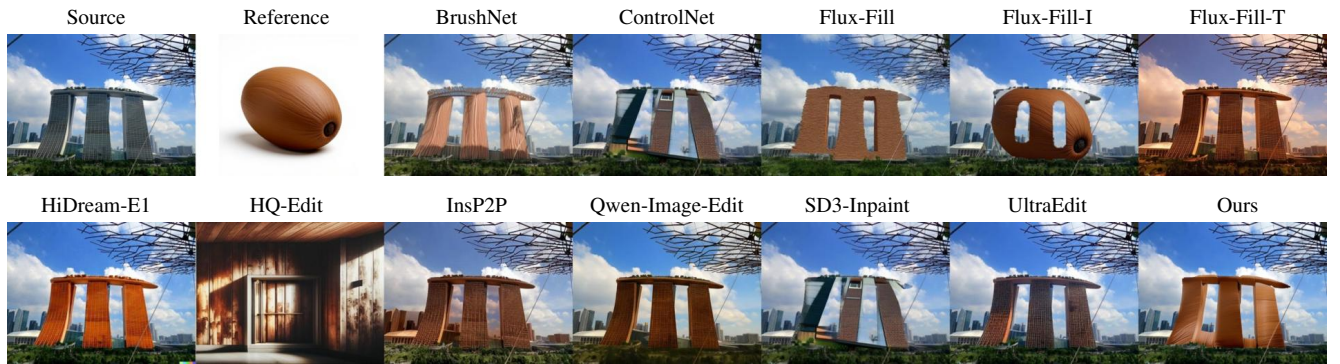 Source Reference BrushNet ControlNet Flux-Fill Flux-Fill-I Flux-Fill-T
HiDream-E1 HQ-Edit InsP2P Qwen-Image-Edit SD3-Inpaint UltraEdit Ours